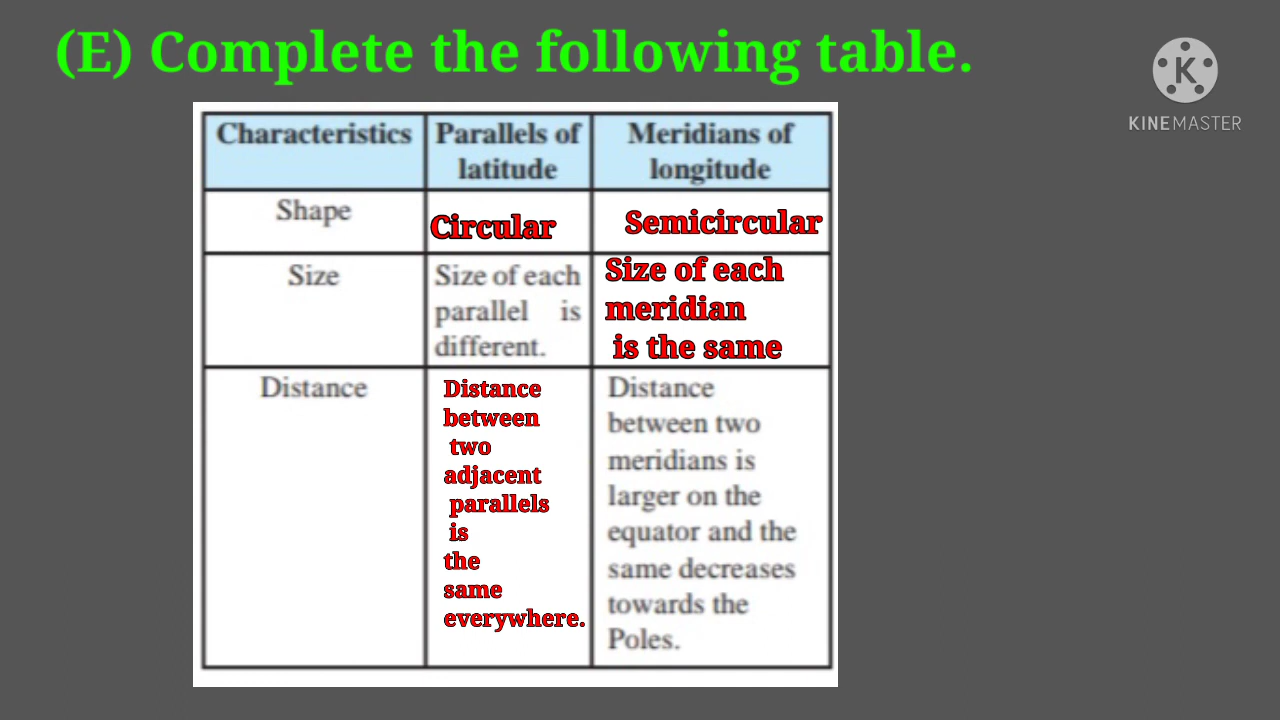 (E) Complete the following table.
KINEMASTER
Characteristics
Parallels of
latitude
Meridians of
longitude
Shape
Circular
Semicircular
Size
Size of each
parallel is
different.
Size of each
meridian
is the same
Distance
Distance
between
two
adjacent
parallels
is
the
same
everywhere.
Distance
between two
meridians is
larger on the
equator and the
same decreases
towards the
Poles.